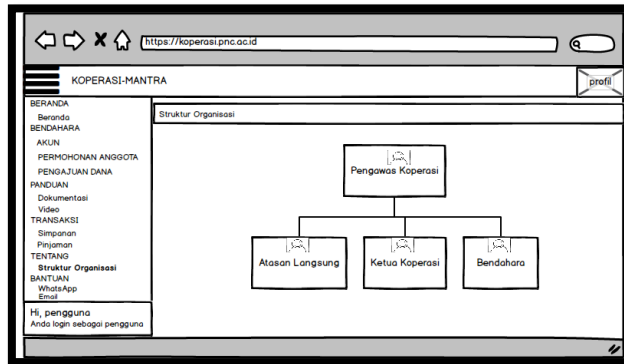 https://koperasi.pnc.ac.id
KOPERASI-MANTRA
profil
BERANDA
Beranda
BENDAHARA
AKUN
PERMOHONAN ANGGOTA
PENGAJUAN DANA
PANDUAN
Dokumentasi
Video
TRANSAKSI
Simpanan
Pinjaman
TENTANG
Struktur Organisasi
BANTUAN
WhatsApp
Email
Hi, pengguna
Anda login sebagai pengguna
Struktur Organisasi
Pengawas Koperasi
Atasan Langsung
Ketua Koperasi
Bendahara